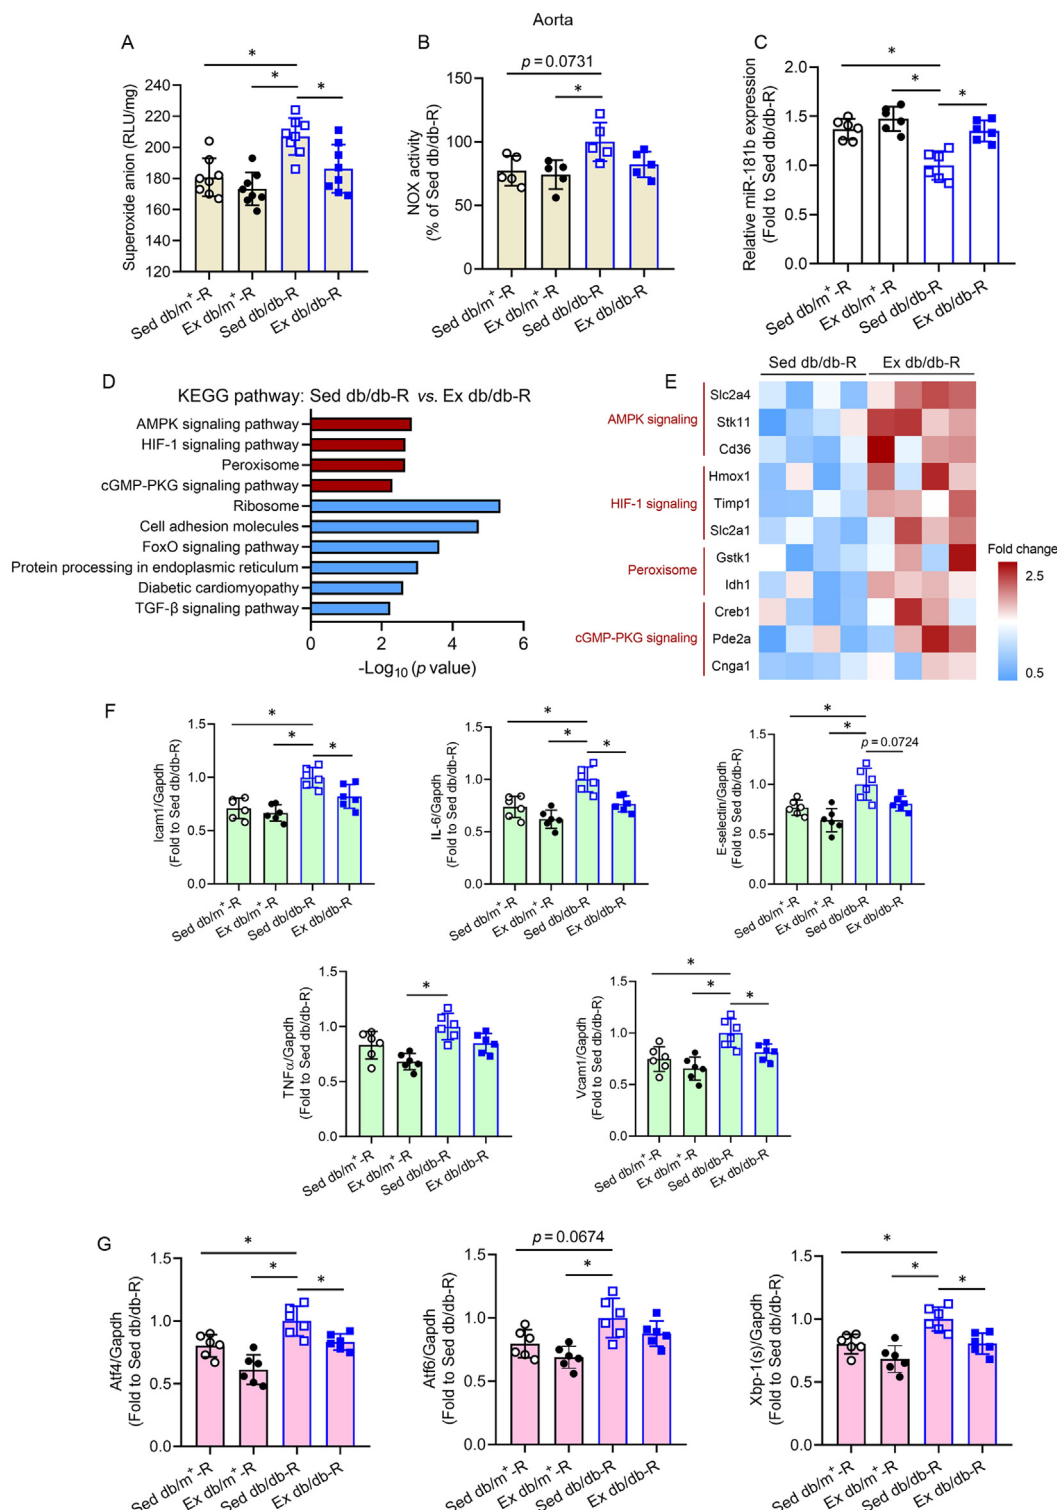 Aorta
A
Superoxide anion (RLU/mg)
240
220
200
180
160
140
120
*
*
*
Sed db/m⁺-R
Ex db/m⁺-R
Sed db/db-R
Ex db/db-R
B
NOX activity
(% of Sed db/db-R)
150
100
50
0
p = 0.0731
*
Sed db/m⁺-R
Ex db/m⁺-R
Sed db/db-R
Ex db/db-R
C
Relative miR-181b expression
(Fold to Sed db/db-R)
2.0
1.5
1.0
0.5
0.0
*
*
*
Sed db/m⁺-R
Ex db/m⁺-R
Sed db/db-R
Ex db/db-R
D
KEGG pathway: Sed db/db-R vs. Ex db/db-R
AMPK signaling pathway
HIF-1 signaling pathway
Peroxisome
cGMP-PKG signaling pathway
Ribosome
Cell adhesion molecules
FoxO signaling pathway
Protein processing in endoplasmic reticulum
Diabetic cardiomyopathy
TGF-β signaling pathway
0 2 4 6
-Log₁₀ (p value)
E
Sed db/db-R Ex db/db-R
AMPK signaling
HIF-1 signaling
Peroxisome
cGMP-PKG signaling
Slc2a4
Stk11
Cd36
Hmox1
Timp1
Slc2a1
Gstk1
Idh1
Creb1
Pde2a
Cnga1
Fold change
2.5
0.5
F
Icam1/Gapdh
(Fold to Sed db/db-R)
1.5
1.0
0.5
0.0
*
*
*
Sed db/m⁺-R
Ex db/m⁺-R
Sed db/db-R
Ex db/db-R
IL-6/Gapdh
(Fold to Sed db/db-R)
1.5
1.0
0.5
0.0
*
*
*
Sed db/m⁺-R
Ex db/m⁺-R
Sed db/db-R
Ex db/db-R
E-selectin/Gapdh
(Fold to Sed db/db-R)
1.5
1.0
0.5
0.0
*
*
p = 0.0724
Sed db/m⁺-R
Ex db/m⁺-R
Sed db/db-R
Ex db/db-R
TNFα/Gapdh
(Fold to Sed db/db-R)
1.5
1.0
0.5
0.0
*
Sed db/m⁺-R
Ex db/m⁺-R
Sed db/db-R
Ex db/db-R
Vcam1/Gapdh
(Fold to Sed db/db-R)
1.5
1.0
0.5
0.0
*
*
*
Sed db/m⁺-R
Ex db/m⁺-R
Sed db/db-R
Ex db/db-R
G
Atf4/Gapdh
(Fold to Sed db/db-R)
1.5
1.0
0.5
0.0
*
*
*
Sed db/m⁺-R
Ex db/m⁺-R
Sed db/db-R
Ex db/db-R
Atf6/Gapdh
(Fold to Sed db/db-R)
1.5
1.0
0.5
0.0
p = 0.0674
*
Sed db/m⁺-R
Ex db/m⁺-R
Sed db/db-R
Ex db/db-R
Xbp-1(s)/Gapdh
(Fold to Sed db/db-R)
1.5
1.0
0.5
0.0
*
*
*
Sed db/m⁺-R
Ex db/m⁺-R
Sed db/db-R
Ex db/db-R